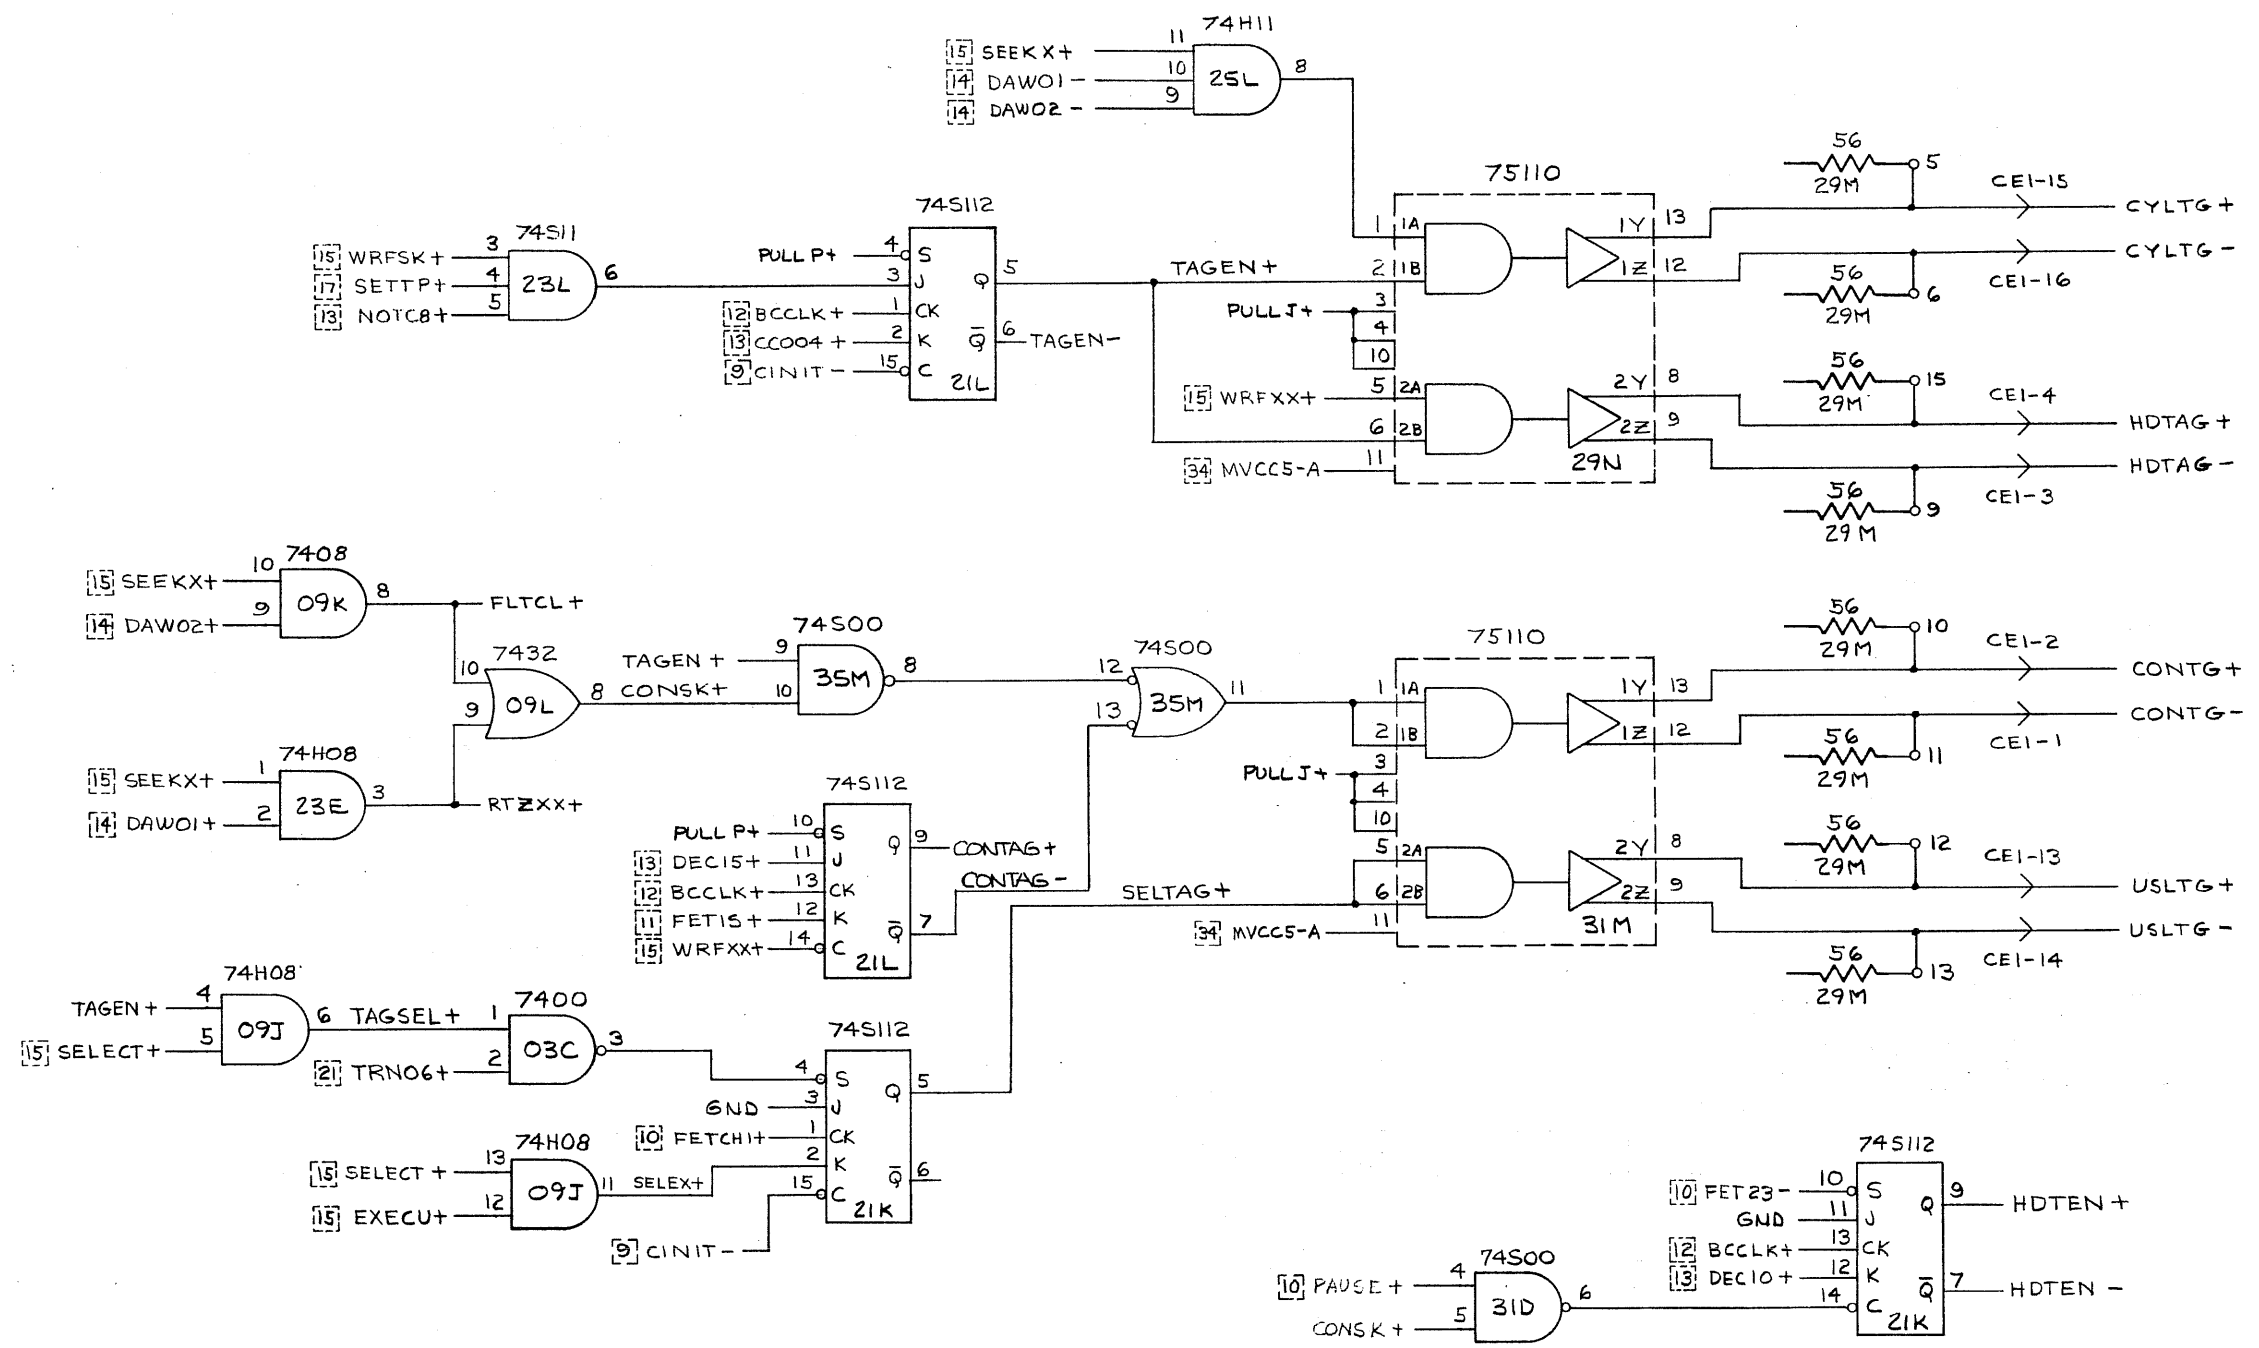 74H11
11
15 SEEKX+
10
14 DAW01-
25L
8
9
14 DAW02-
56
5
29M
CE1-15
CYLTG+
75110
74S112
74S11
3
15 WRFSK+
4
17 SETTP+
23L
6
5
13 NOTC8+
PULLP+
4
S
3
J
Q
5
12 BCCLK+
1
CK
13 CC004+
2
K
Q
6
TAGEN-
9 CINIT-
15
C
21L
TAGEN+
1
1A
1Y
13
2
1B
1Z
12
CYLTG-
56
6
29M
CE1-16
PULLJ+
3
4
10
15 WRFXX+
5
2A
2Y
8
6
2B
2Z
9
34 MVCC5-A
11
29N
56
15
29M
CE1-4
HDTAG+
HDTAG-
56
9
29M
CE1-3
7408
10
15 SEEKX+
09K
8
FLTCL+
9
14 DAW02+
7432
10
09L
8
9
74H08
1
15 SEEKX+
23E
3
RTZXX+
2
14 DAW01+
74S00
TAGEN+
9
CONSK+
10
35M
8
74S00
12
13
35M
11
75110
1
1A
1Y
13
2
1B
1Z
12
PULLJ+
3
4
10
5
2A
2Y
8
6
2B
2Z
9
34 MVCC5-A
11
31M
56
10
29M
CE1-2
CONTG+
CONTG-
56
11
29M
CE1-1
56
12
29M
CE1-13
USLTG+
USLTG-
56
13
29M
CE1-14
74S112
PULLP+
10
S
Q
9
CONTAG+
13 DEC15+
11
J
12 BCCLK+
13
CK
CONTAG-
11 FET15+
12
K
Q
7
15 WRFXX+
14
C
21L
SELTAG+
74H08
TAGEN+
4
09J
6
TAGSEL+
15 SELECT+
5
7400
1
03C
3
21 TRN06+
2
74S112
4
S
Q
5
GND
3
J
10 FETCH1+
1
CK
2
K
Q
6
15
C
21K
9 CINIT-
74H08
15 SELECT+
13
09J
11
SELEX+
15 EXECU+
12
74S00
10 PAUSE+
4
31D
6
CONSK+
5
74S112
10 FET23-
10
S
Q
9
HDTEN+
GND
11
J
12 BCCLK+
13
CK
13 DEC10+
12
K
Q
7
HDTEN-
14
C
21K